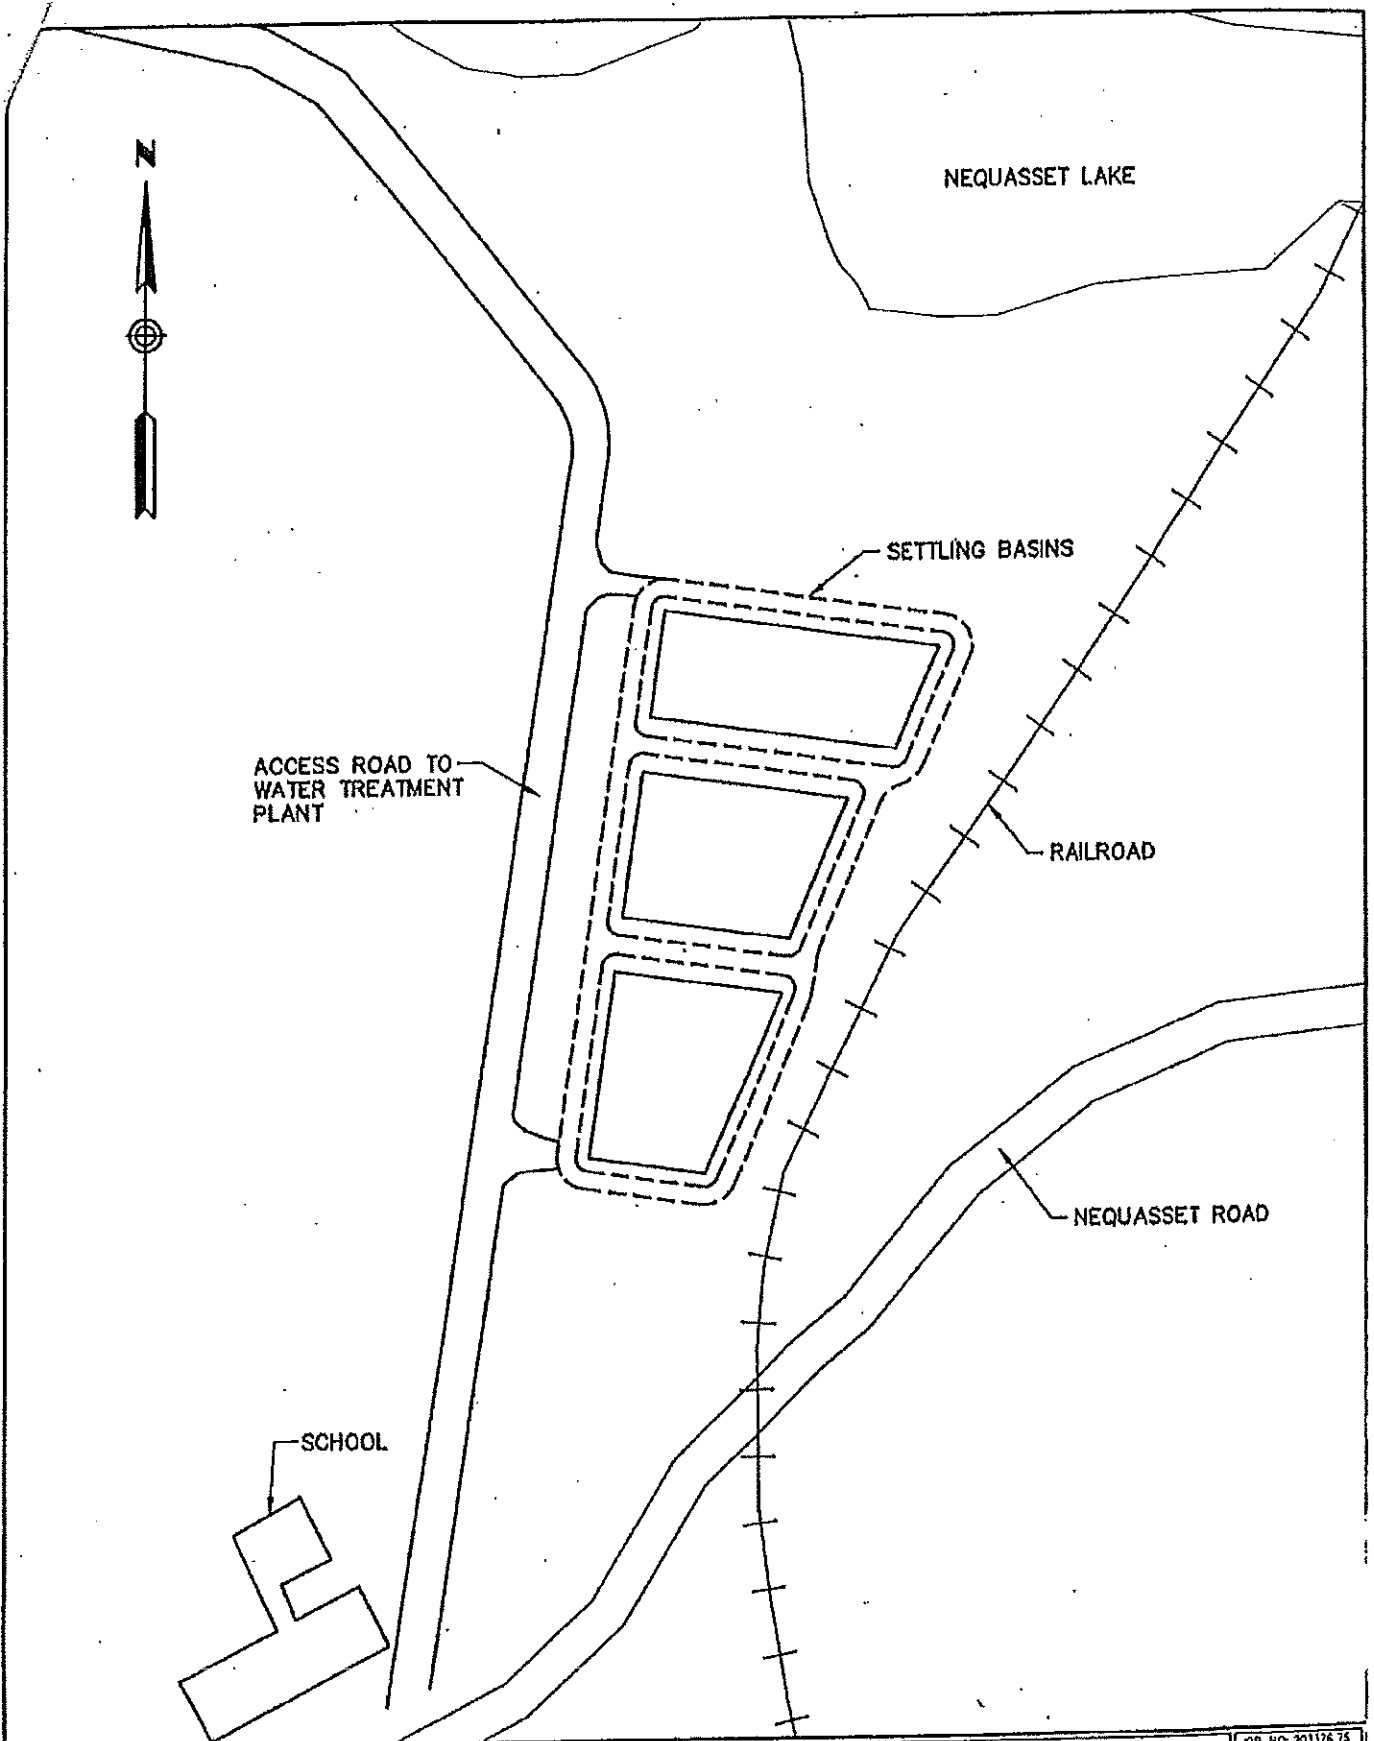 N
NEQUASSET LAKE
SETTLING BASINS
ACCESS ROAD TO
WATER TREATMENT
PLANT
RAILROAD
NEQUASSET ROAD
SCHOOL